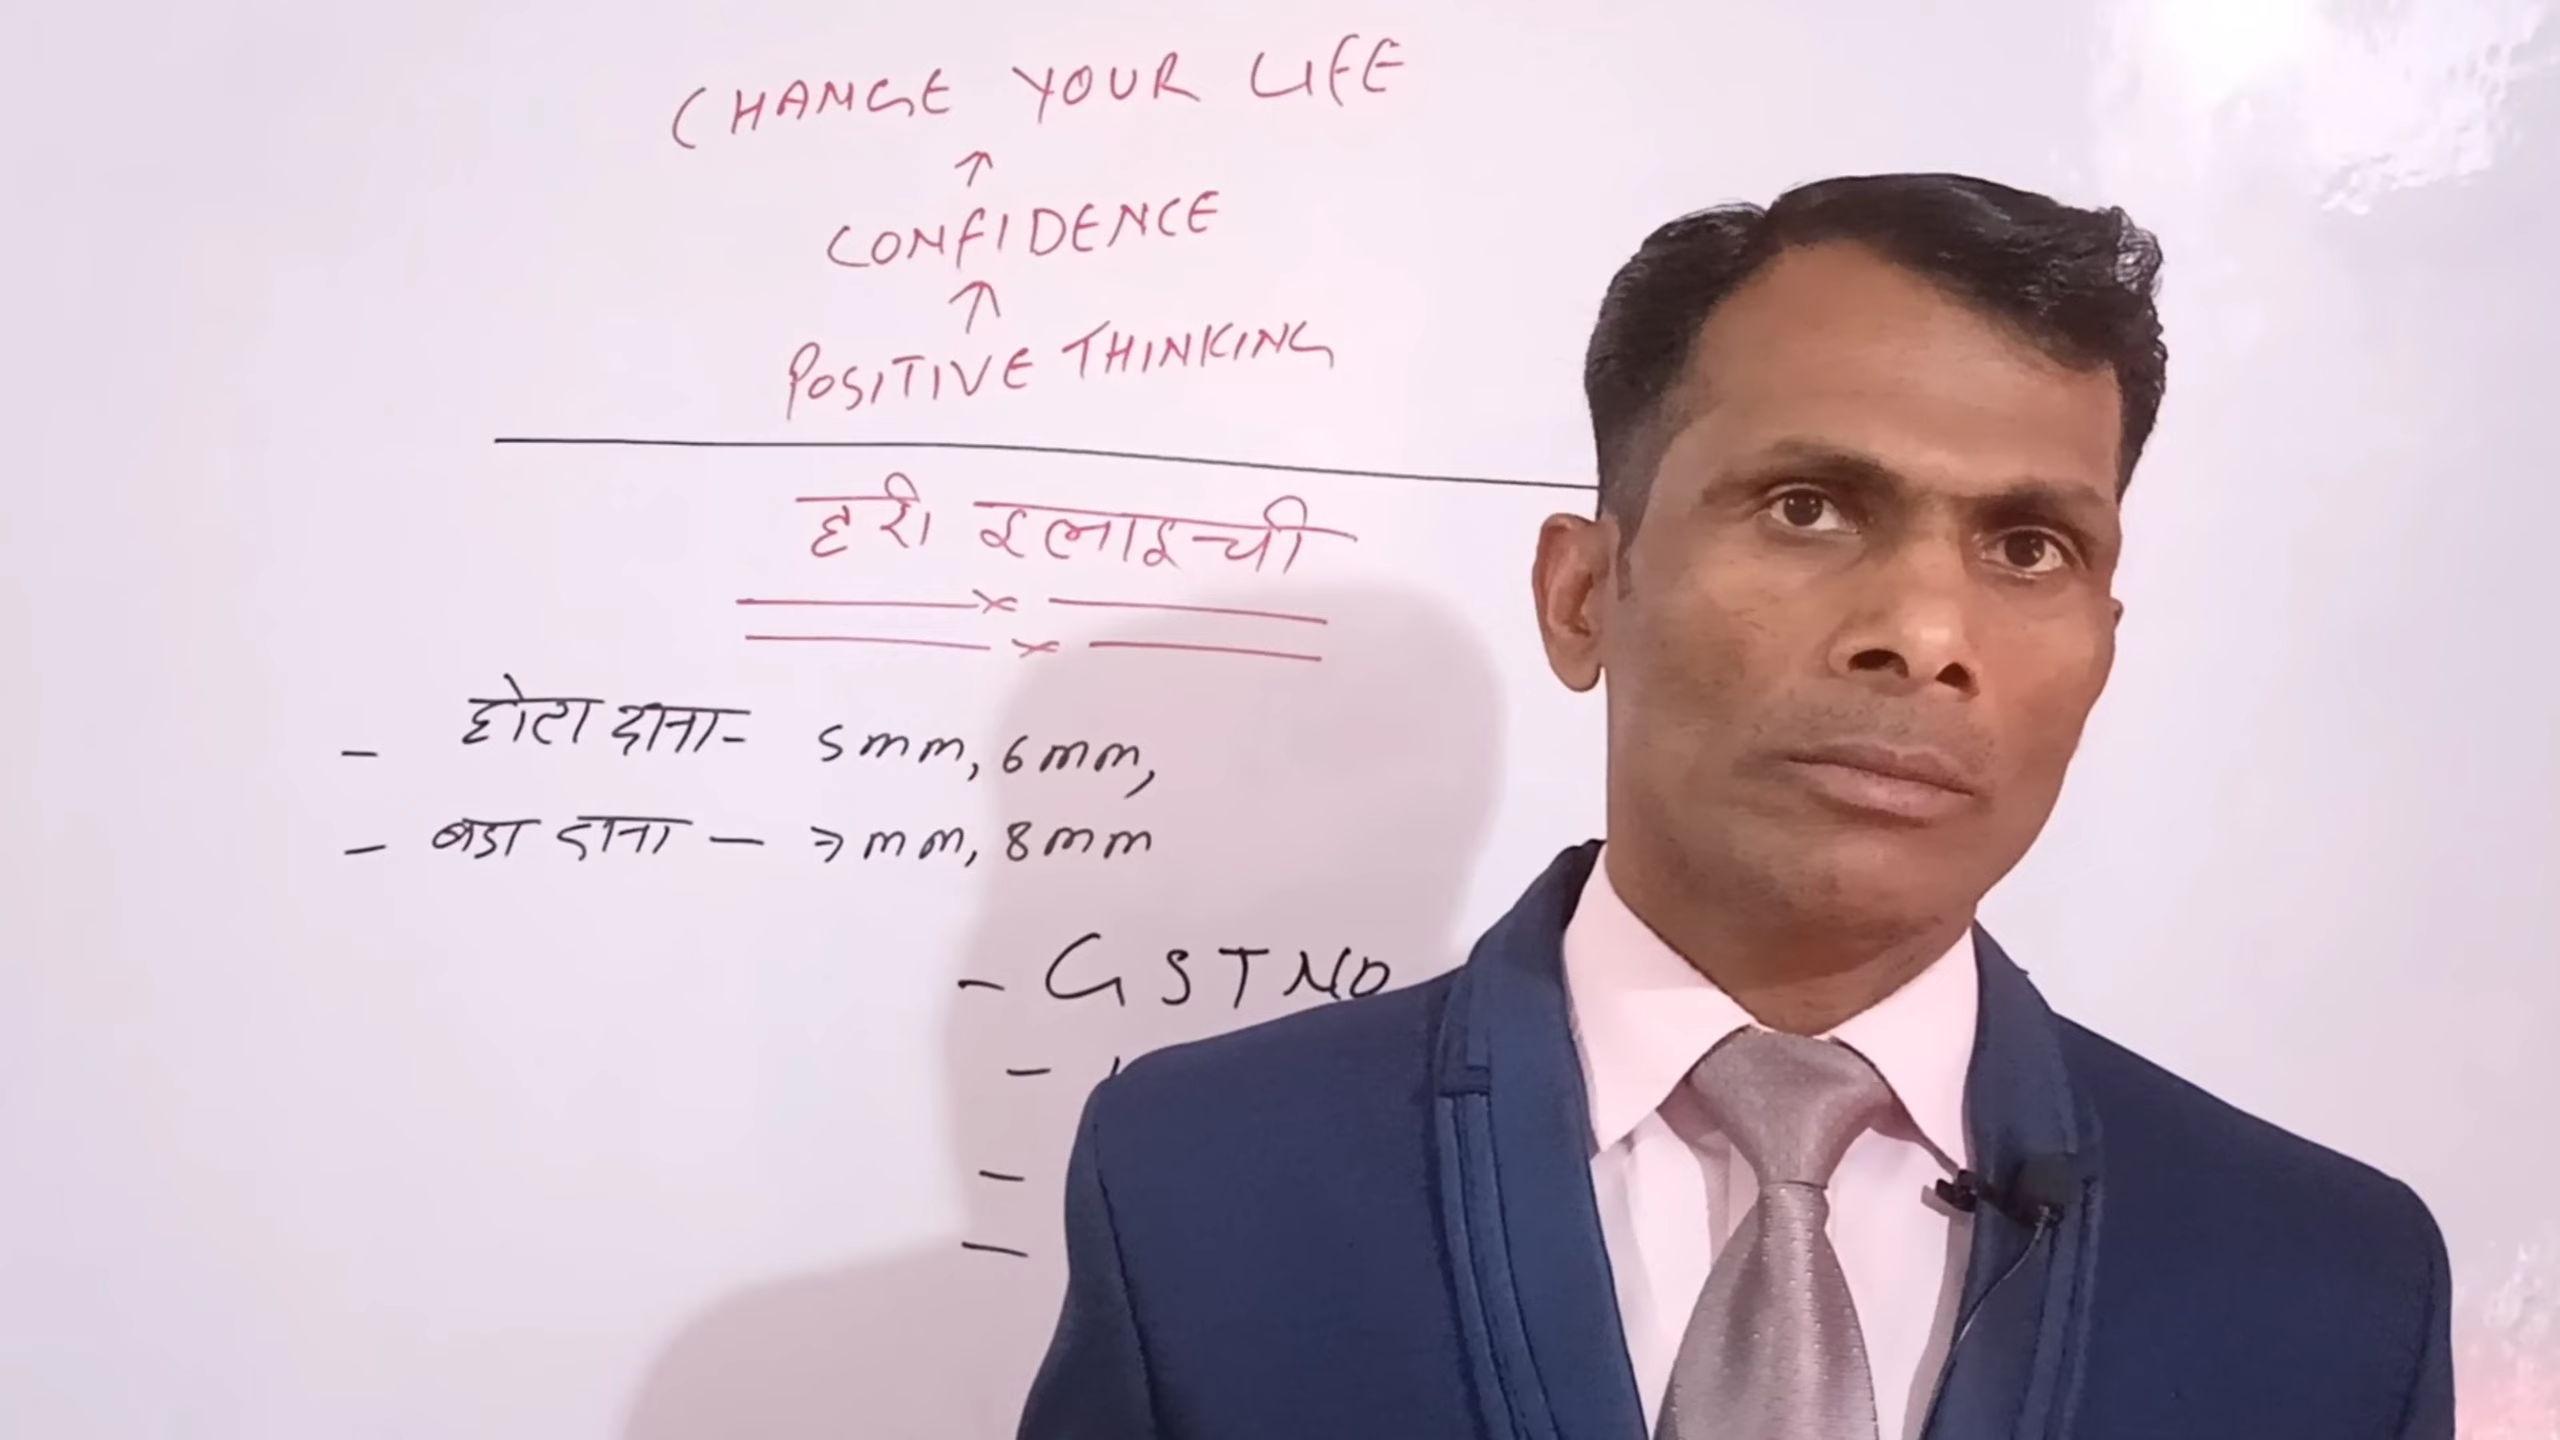 CHANGE YOUR LIFE
↑
CONFIDENCE
↑
POSITIVE THINKING
हरी इलाइची
- छोटा दाना - 5mm, 6mm,
- बडा दाना - 7mm, 8mm
- GST NO